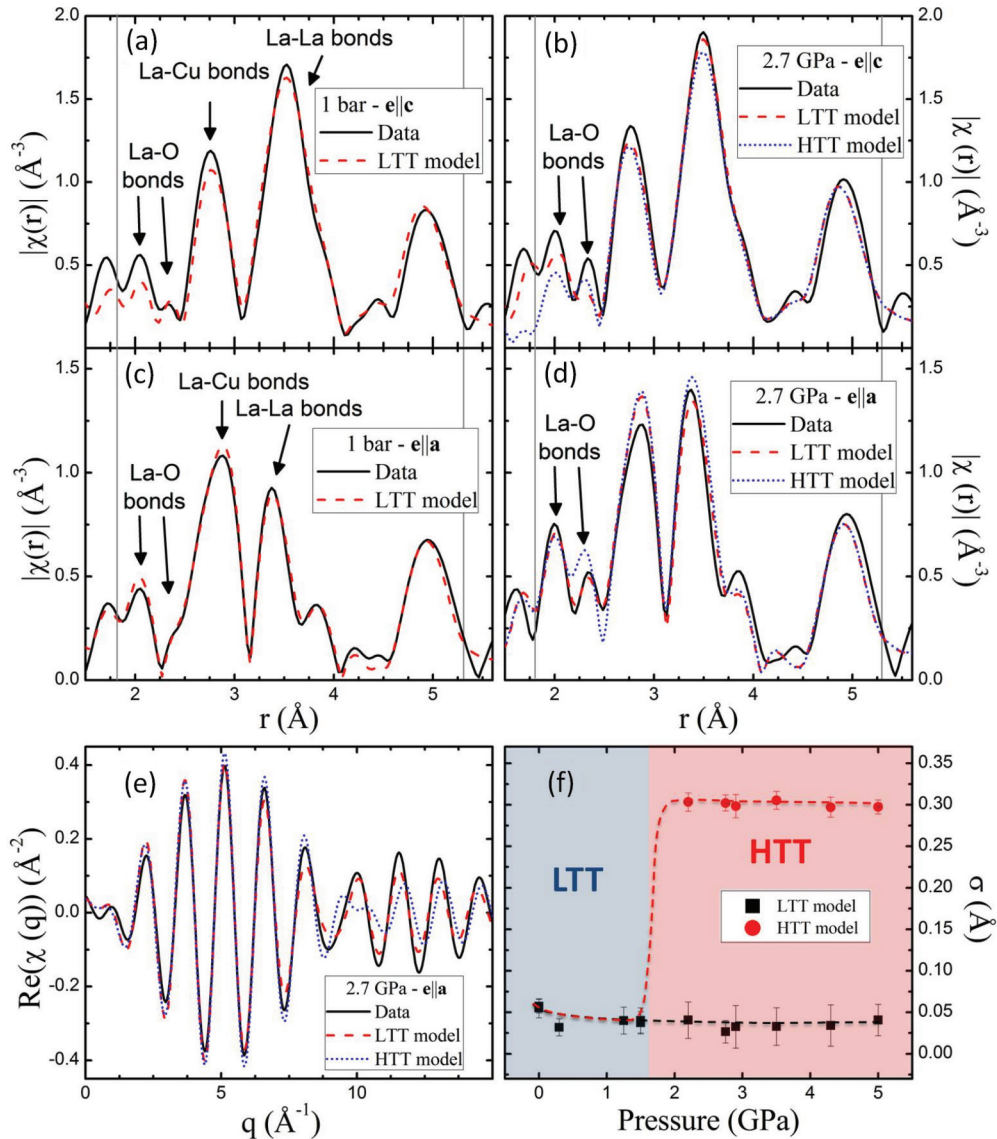 (a)
La-La bonds
La-Cu bonds
La-O
bonds
1 bar - e||c
Data
LTT model
|χ(r)| (Å⁻³)
2.0
1.5
1.0
0.5
(b)
2.7 GPa - e||c
Data
LTT model
HTT model
La-O
bonds
|χ (r)| (Å⁻³)
2.0
1.5
1.0
0.5
(c)
La-Cu bonds
La-La bonds
La-O
bonds
1 bar - e||a
Data
LTT model
|χ(r)| (Å⁻³)
1.5
1.0
0.5
0.0
2 3 4 5
r (Å)
(d)
2.7 GPa - e||a
Data
LTT model
HTT model
La-O
bonds
|χ (r)| (Å⁻³)
1.5
1.0
0.5
0.0
2 3 4 5
r (Å)
(e)
Re(χ (q))) (Å⁻²)
0.4
0.2
0.0
-0.2
-0.4
2.7 GPa - e||a
Data
LTT model
HTT model
0 5 10
q (Å⁻¹)
(f)
LTT
HTT
LTT model
HTT model
0.35
0.30
0.25
0.20
0.15
0.10
0.05
0.00
σ (Å)
0 1 2 3 4 5
Pressure (GPa)